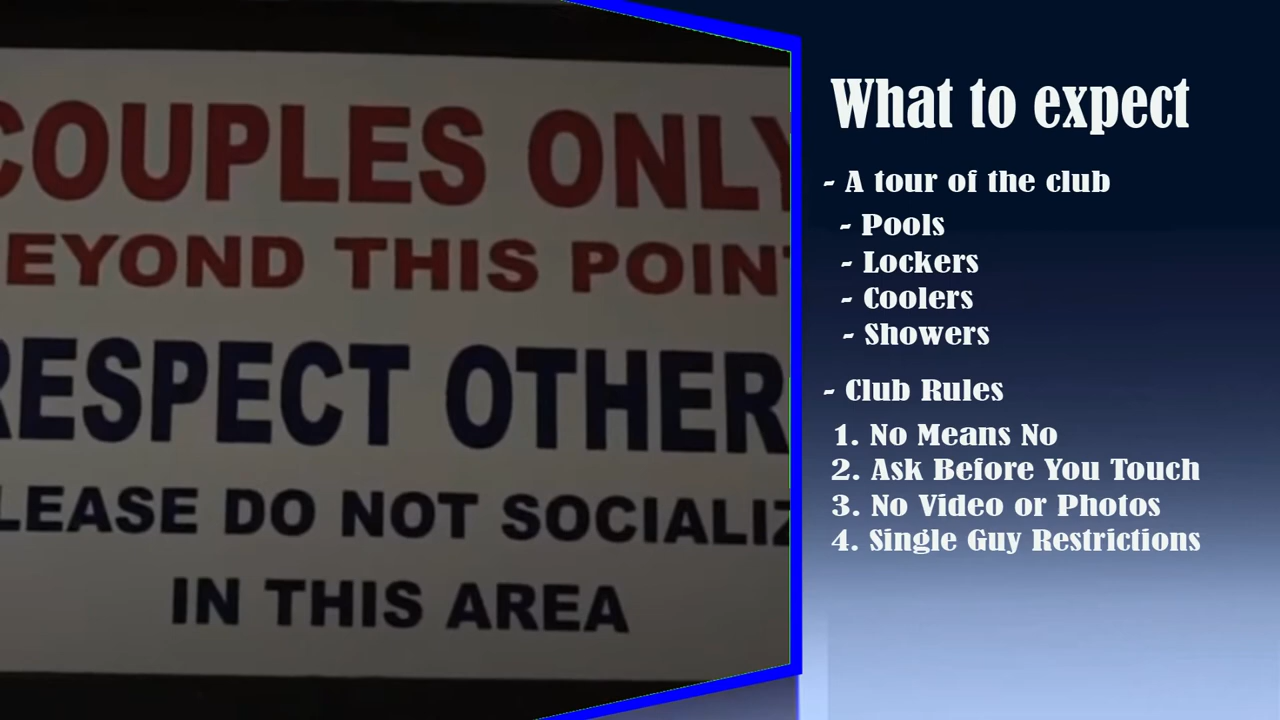 COUPLES ONLY
EYOND THIS POINT
RESPECT OTHER
LEASE DO NOT SOCIALIZ
IN THIS AREA
What to expect
- A tour of the club
- Pools
- Lockers
- Coolers
- Showers
- Club Rules
1. No Means No
2. Ask Before You Touch
3. No Video or Photos
4. Single Guy Restrictions